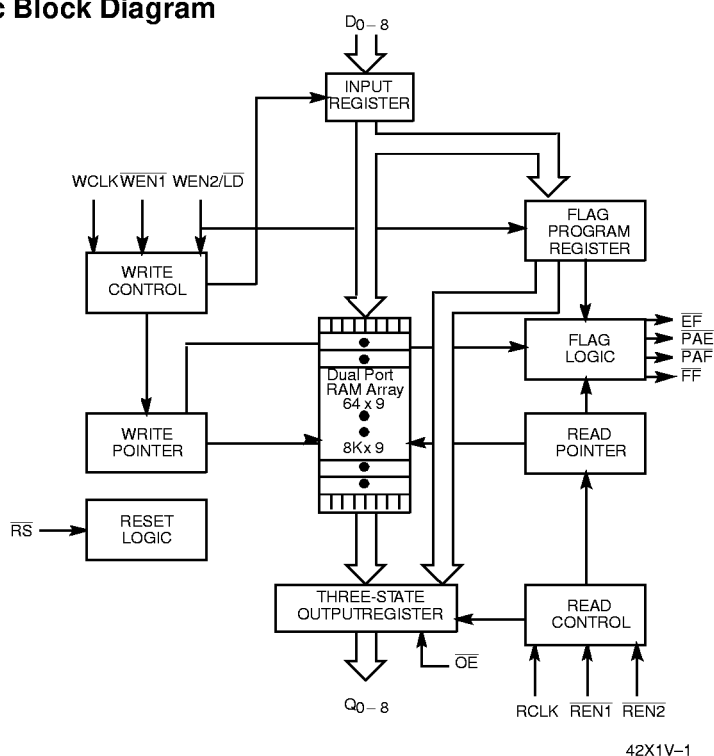 c Block Diagram
D0–8
INPUT
REGISTER
WCLK WEN1 WEN2/LD
FLAG
PROGRAM
REGISTER
WRITE
CONTROL
EF
PAE
PAF
FF
FLAG
LOGIC
Dual Port
RAM Array
64 x 9
8K x 9
WRITE
POINTER
READ
POINTER
RS
RESET
LOGIC
THREE-STATE
OUTPUTREGISTER
READ
CONTROL
OE
Q0–8
RCLK REN1 REN2
42X1V–1